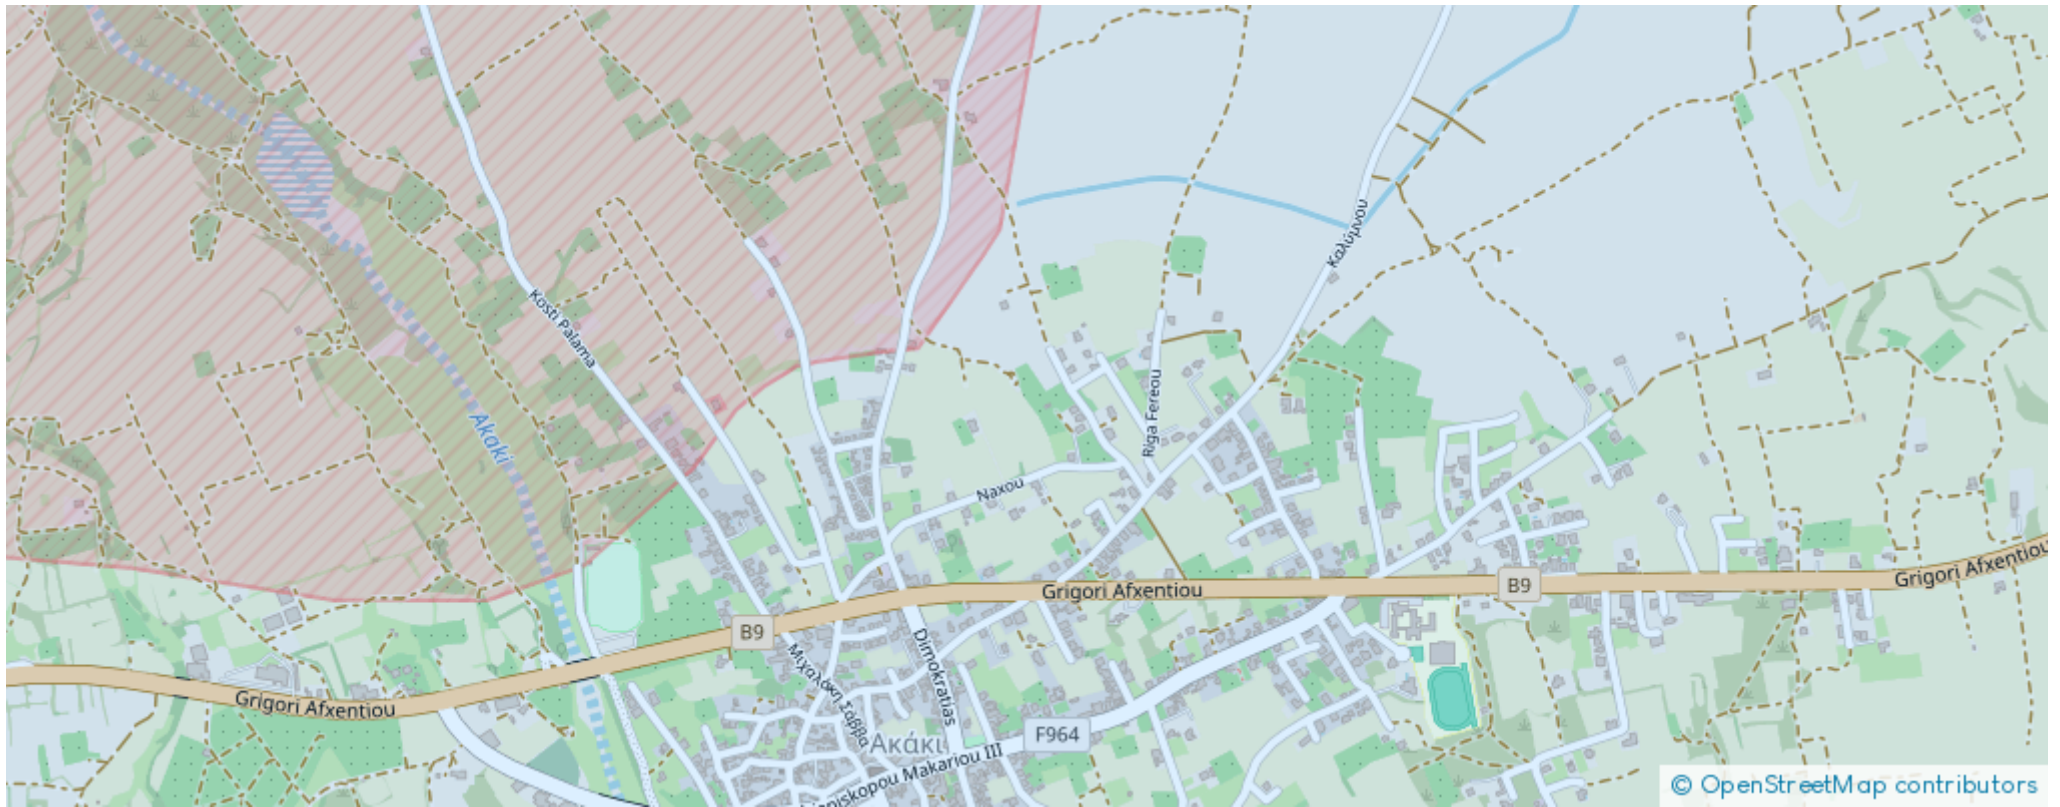 Καλύμνου
Kosti Palama
Riga Fereou
Akaki
Naxou
Grigori Afxentiou
B9
Grigori Afxentiou
B9
Dimokratias
Μιχαλάκη Σάββα
Grigori Afxentiou
F964
Ακάκι
Makariou III
© OpenStreetMap contributors